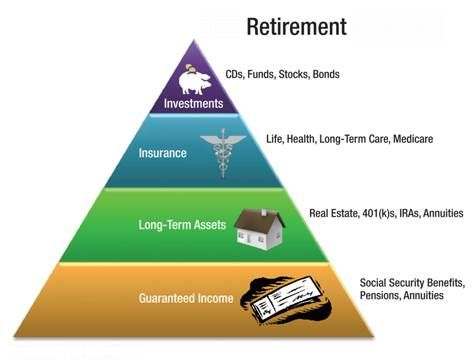 Retirement
CDs, Funds, Stocks, Bonds
Investments
Life, Health, Long-Term Care, Medicare
Insurance
Real Estate, 401(k)s, IRAs, Annuities
Long-Term Assets
Social Security Benefits,
Pensions, Annuities
Guaranteed Income